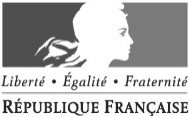 Liberté • Égalité • Fraternité
RÉPUBLIQUE FRANÇAISE